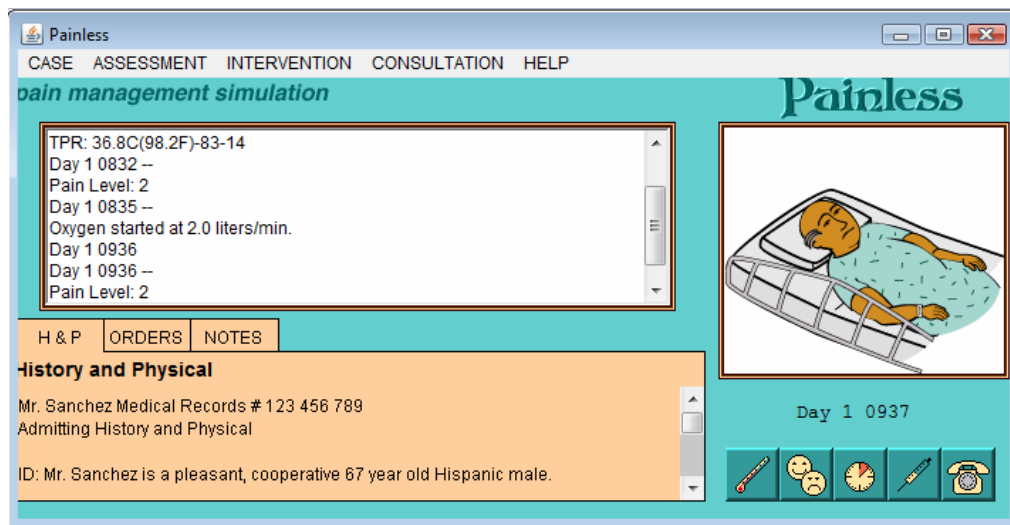 Painless
CASE ASSESSMENT INTERVENTION CONSULTATION HELP
pain management simulation
Painless
TPR: 36.8C(98.2F)-83-14
Day 1 0832 --
Pain Level: 2
Day 1 0835 --
Oxygen started at 2.0 liters/min.
Day 1 0936
Day 1 0936 --
Pain Level: 2
H & P ORDERS NOTES
History and Physical
Mr. Sanchez Medical Records # 123 456 789
Admitting History and Physical
ID: Mr. Sanchez is a pleasant, cooperative 67 year old Hispanic male.
Day 1 0937